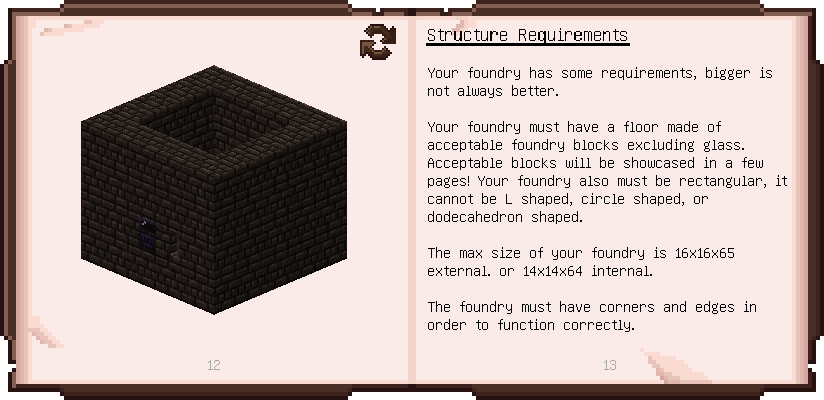 Structure Requirements
Your foundry has some requirements, bigger is
not always better.
Your foundry must have a floor made of
acceptable foundry blocks excluding glass.
Acceptable blocks will be showcased in a few
pages! Your foundry also must be rectangular, it
cannot be L shaped, circle shaped, or
dodecahedron shaped.
The max size of your foundry is 16x16x65
external. or 14x14x64 internal.
The foundry must have corners and edges in
order to function correctly.
12
13